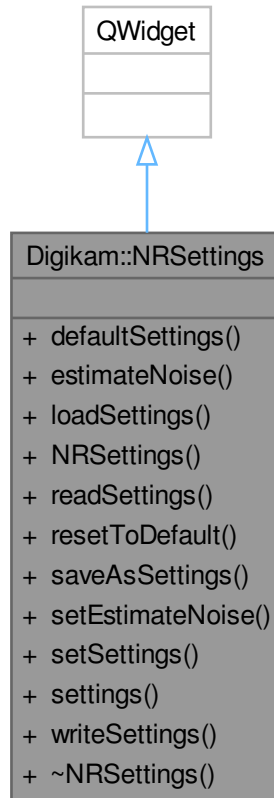 QWidget
Digikam::NRSettings
+ defaultSettings()
+ estimateNoise()
+ loadSettings()
+ NRSettings()
+ readSettings()
+ resetToDefault()
+ saveAsSettings()
+ setEstimateNoise()
+ setSettings()
+ settings()
+ writeSettings()
+ ~NRSettings()